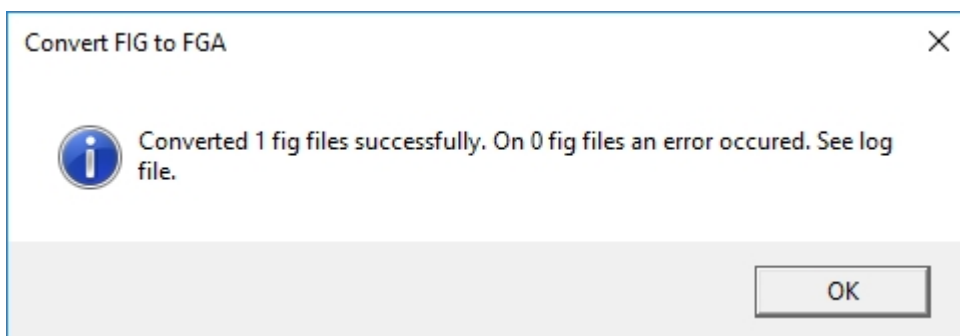 Convert FIG to FGA
Converted 1 fig files successfully. On 0 fig files an error occured. See log
file.
OK